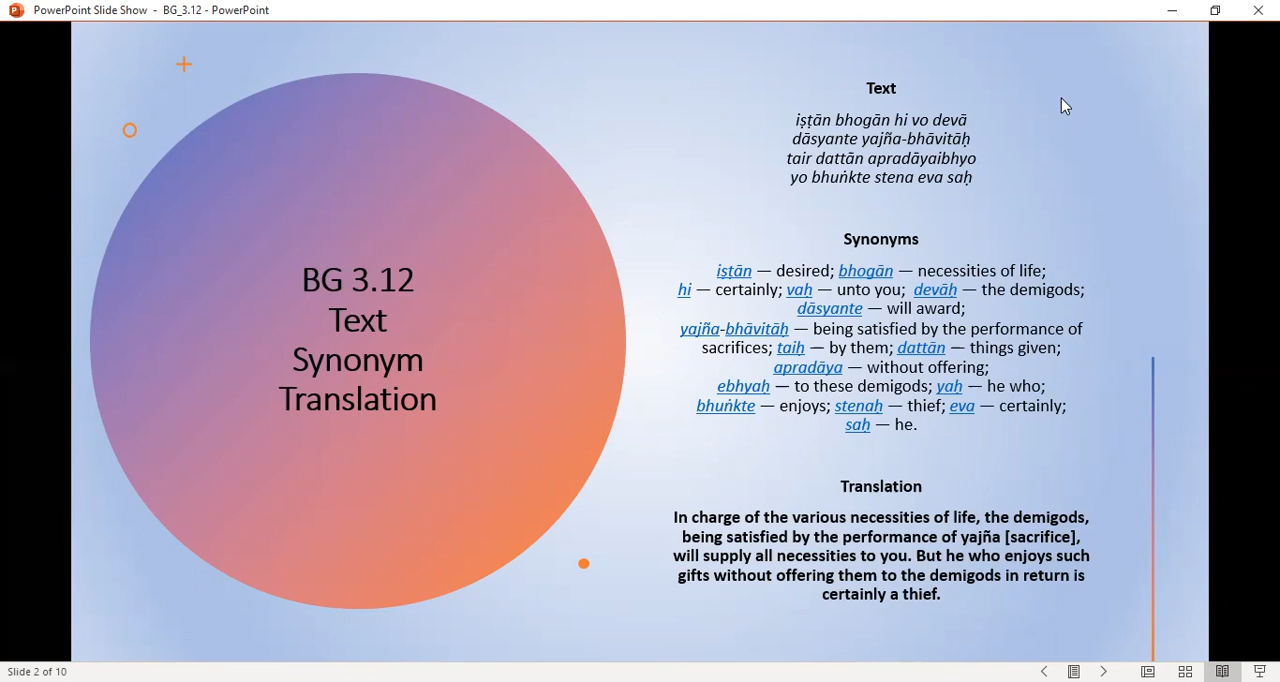 PowerPoint Slide Show - BG_3.12 - PowerPoint
BG 3.12
Text
Synonym
Translation
Text
iṣṭān bhogān hi vo devā
dāsyante yajña-bhāvitāḥ
tair dattān apradāyaibhyo
yo bhuṅkte stena eva saḥ
Synonyms
iṣṭān — desired; bhogān — necessities of life;
hi — certainly; vaḥ — unto you; devāḥ — the demigods;
dāsyante — will award;
yajña-bhāvitāḥ — being satisfied by the performance of
sacrifices; taiḥ — by them; dattān — things given;
apradāya — without offering;
ebhyaḥ — to these demigods; yaḥ — he who;
bhuṅkte — enjoys; stenaḥ — thief; eva — certainly;
saḥ — he.
Translation
In charge of the various necessities of life, the demigods,
being satisfied by the performance of yajña [sacrifice],
will supply all necessities to you. But he who enjoys such
gifts without offering them to the demigods in return is
certainly a thief.
Slide 2 of 10